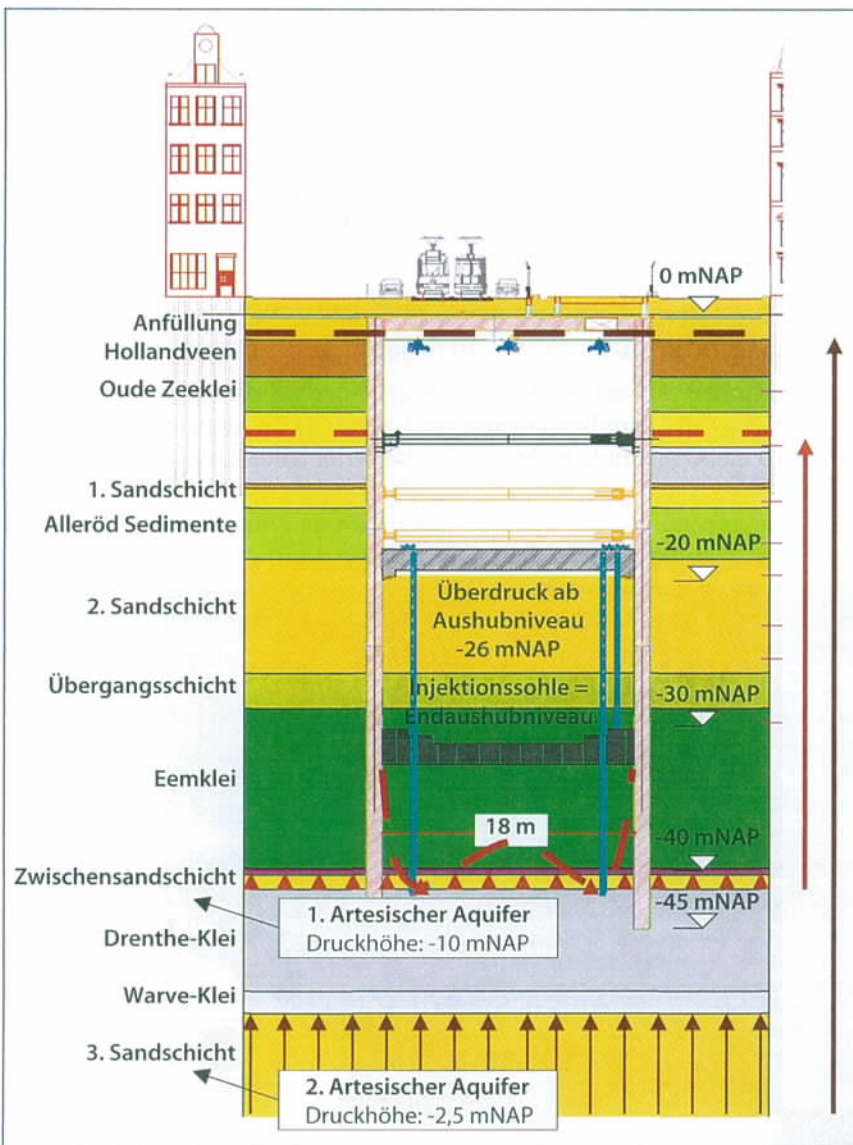 0 mNAP
Anfüllung
Hollandveen
Oude Zeeklei
1. Sandschicht
Alleröd Sedimente
-20 mNAP
2. Sandschicht
Überdruck ab
Aushubniveau
-26 mNAP
Übergangsschicht
Injektionssohle =
Endaushubniveau
-30 mNAP
Eemklei
18 m
-40 mNAP
Zwischensandschicht
-45 mNAP
1. Artesischer Aquifer
Druckhöhe: -10 mNAP
Drenthe-Klei
Warve-Klei
3. Sandschicht
2. Artesischer Aquifer
Druckhöhe: -2,5 mNAP